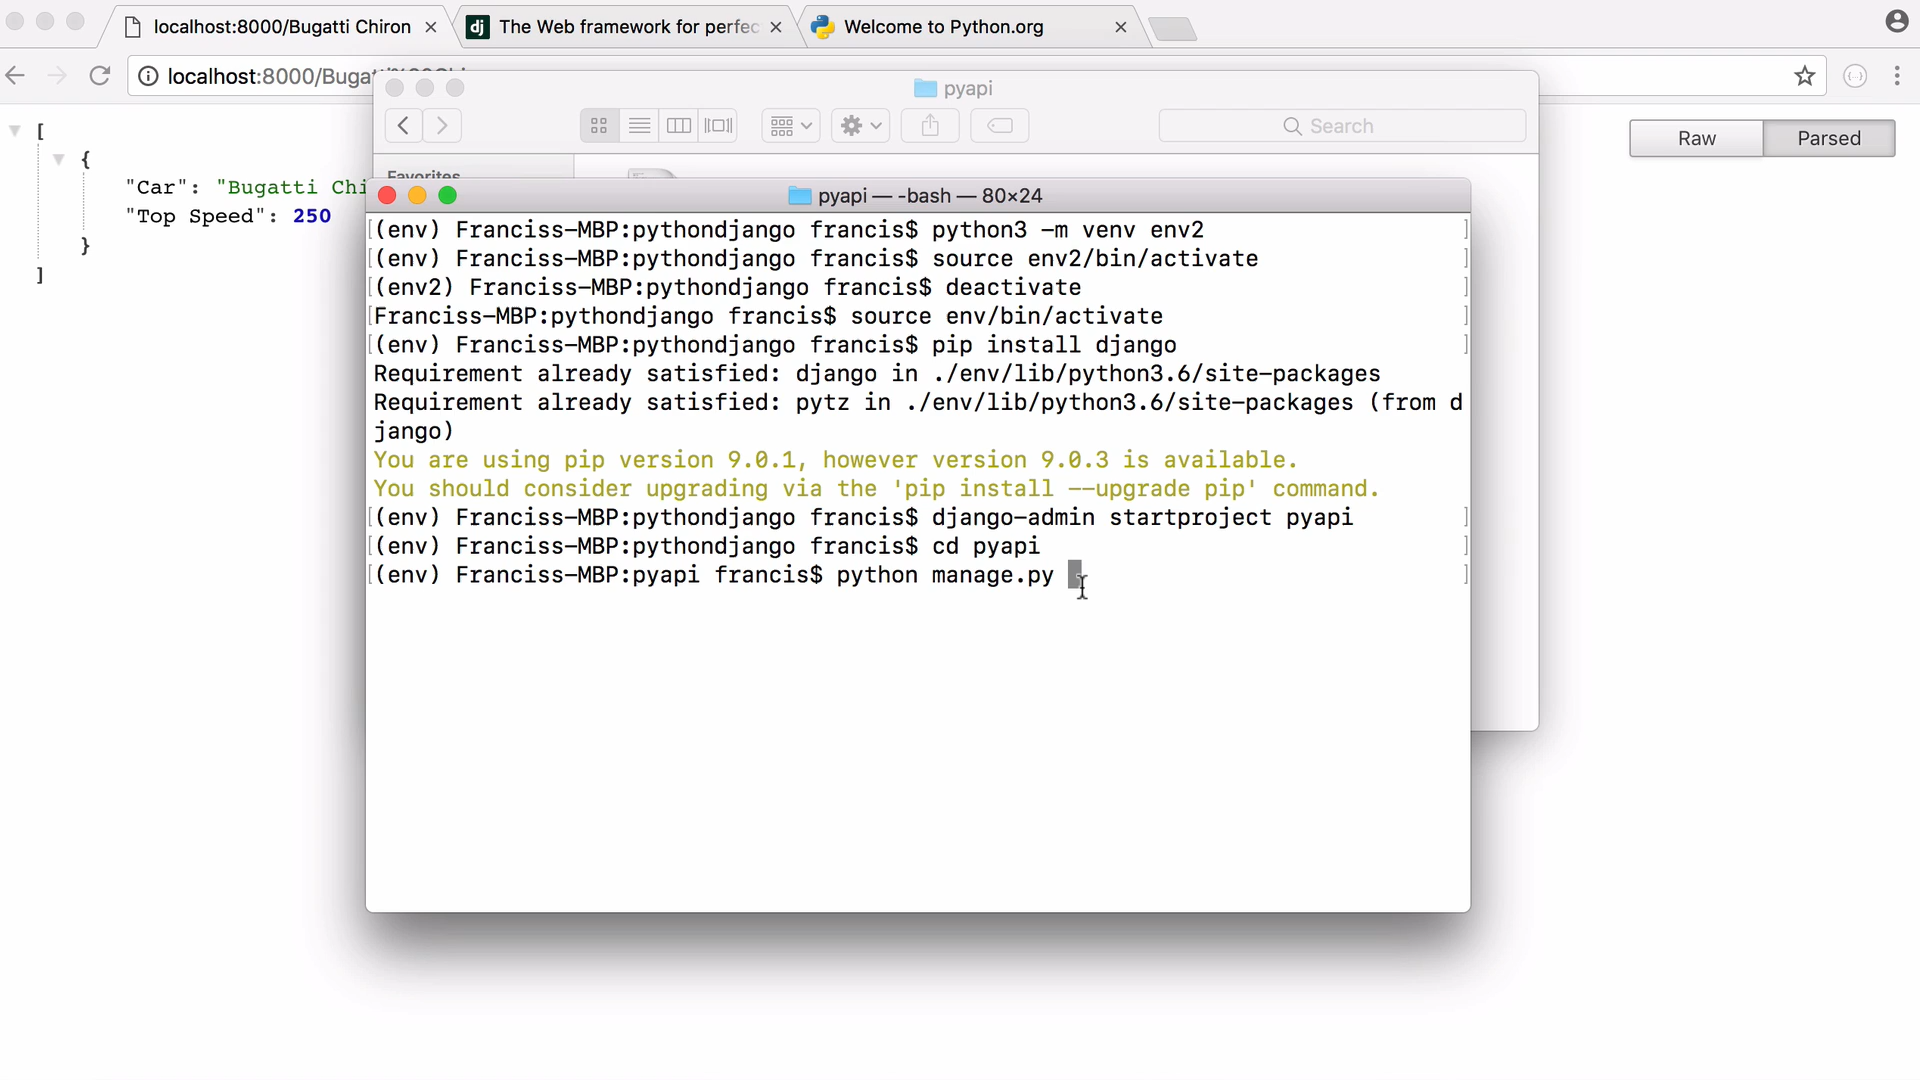 localhost:8000/Bugatti Chiron
The Web framework for perfec
Welcome to Python.org
localhost:8000/Buga
pyapi
Search
Raw
Parsed
[
{
"Car": "Bugatti Chi
"Top Speed": 250
}
]
Favorites
pyapi — -bash — 80×24
(env) Franciss-MBP:pythondjango francis$ python3 -m venv env2
(env) Franciss-MBP:pythondjango francis$ source env2/bin/activate
(env2) Franciss-MBP:pythondjango francis$ deactivate
Franciss-MBP:pythondjango francis$ source env/bin/activate
(env) Franciss-MBP:pythondjango francis$ pip install django
Requirement already satisfied: django in ./env/lib/python3.6/site-packages
Requirement already satisfied: pytz in ./env/lib/python3.6/site-packages (from d
jango)
You are using pip version 9.0.1, however version 9.0.3 is available.
You should consider upgrading via the 'pip install --upgrade pip' command.
(env) Franciss-MBP:pythondjango francis$ django-admin startproject pyapi
(env) Franciss-MBP:pythondjango francis$ cd pyapi
(env) Franciss-MBP:pyapi francis$ python manage.py